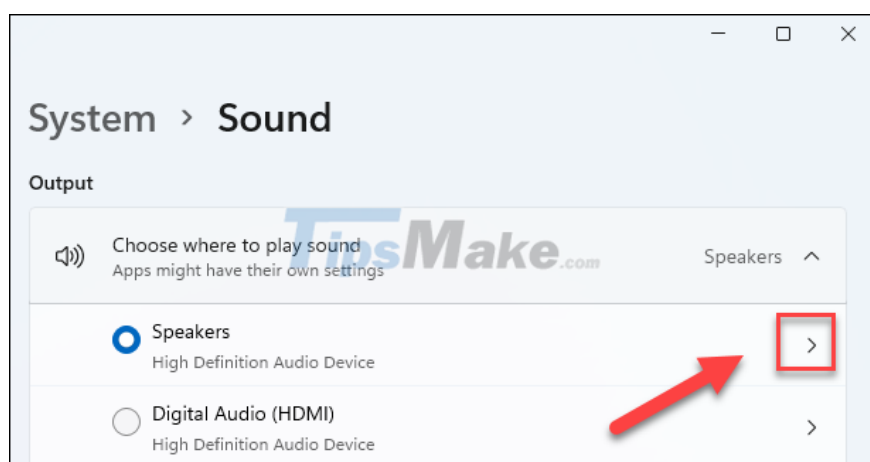 System > Sound
Output
Choose where to play sound
Apps might have their own settings
Speakers
TipsMake.com
Speakers
High Definition Audio Device
Digital Audio (HDMI)
High Definition Audio Device